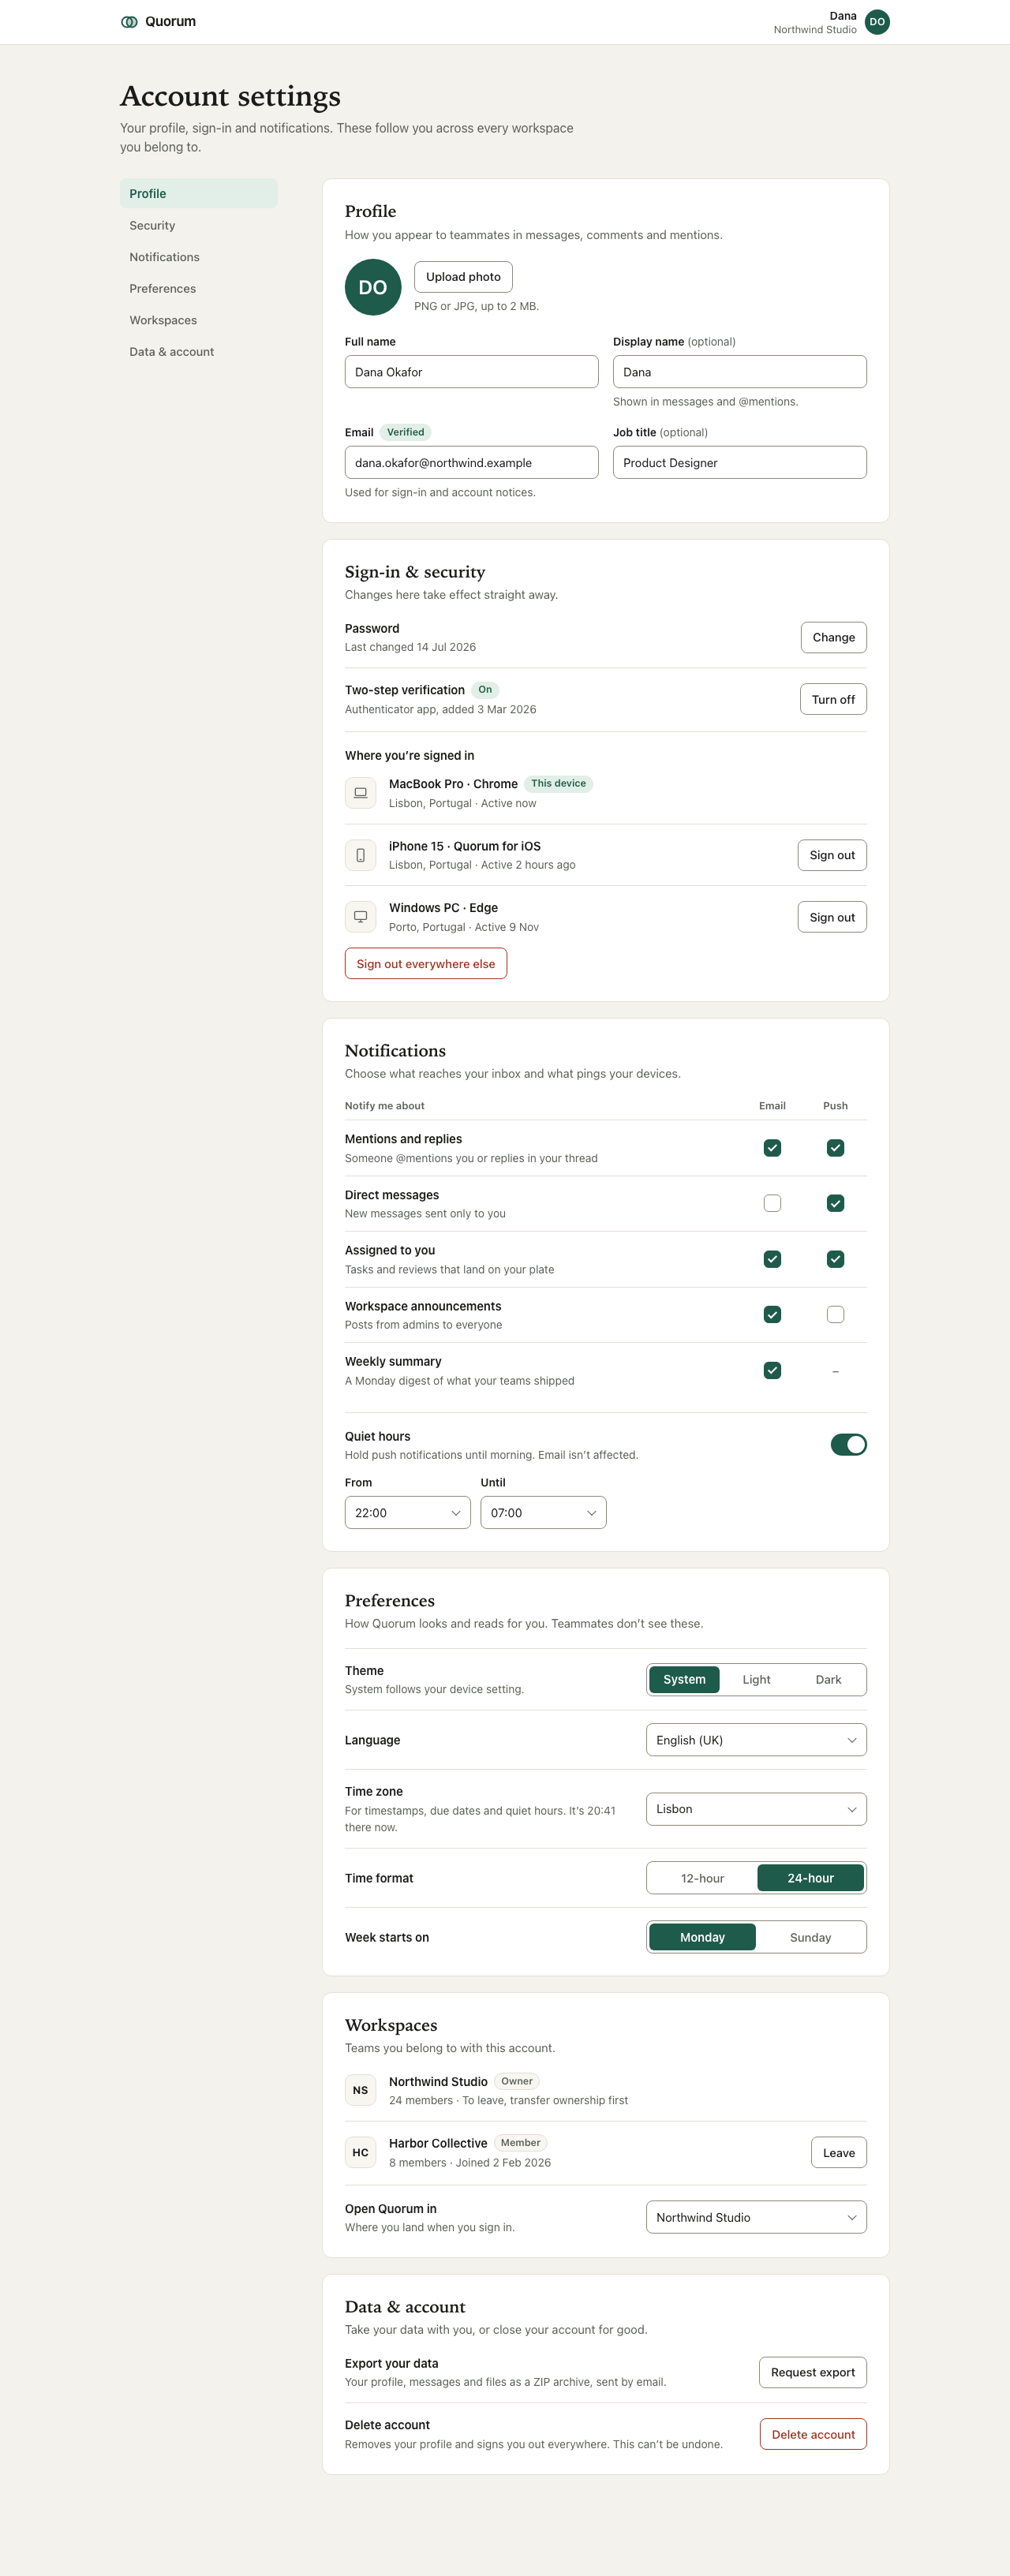 Quorum
Dana
Northwind Studio
DO
Account settings
Your profile, sign-in and notifications. These follow you across every workspace
you belong to.
Profile
Security
Notifications
Preferences
Workspaces
Data & account
Profile
How you appear to teammates in messages, comments and mentions.
DO
Upload photo
PNG or JPG, up to 2 MB.
Full name
Dana Okafor
Display name (optional)
Dana
Shown in messages and @mentions.
Email Verified
dana.okafor@northwind.example
Used for sign-in and account notices.
Job title (optional)
Product Designer
Sign-in & security
Changes here take effect straight away.
Password
Last changed 14 Jul 2026
Change
Two-step verification On
Authenticator app, added 3 Mar 2026
Turn off
Where you’re signed in
MacBook Pro · Chrome This device
Lisbon, Portugal · Active now
iPhone 15 · Quorum for iOS
Lisbon, Portugal · Active 2 hours ago
Sign out
Windows PC · Edge
Porto, Portugal · Active 9 Nov
Sign out
Sign out everywhere else
Notifications
Choose what reaches your inbox and what pings your devices.
Notify me about Email Push
Mentions and replies
Someone @mentions you or replies in your thread
Direct messages
New messages sent only to you
Assigned to you
Tasks and reviews that land on your plate
Workspace announcements
Posts from admins to everyone
Weekly summary
A Monday digest of what your teams shipped
–
Quiet hours
Hold push notifications until morning. Email isn’t affected.
From
22:00
Until
07:00
Preferences
How Quorum looks and reads for you. Teammates don’t see these.
Theme
System follows your device setting.
System Light Dark
Language
English (UK)
Time zone
For timestamps, due dates and quiet hours. It’s 20:41
there now.
Lisbon
Time format
12-hour 24-hour
Week starts on
Monday Sunday
Workspaces
Teams you belong to with this account.
NS
Northwind Studio Owner
24 members · To leave, transfer ownership first
HC
Harbor Collective Member
8 members · Joined 2 Feb 2026
Leave
Open Quorum in
Where you land when you sign in.
Northwind Studio
Data & account
Take your data with you, or close your account for good.
Export your data
Your profile, messages and files as a ZIP archive, sent by email.
Request export
Delete account
Removes your profile and signs you out everywhere. This can’t be undone.
Delete account